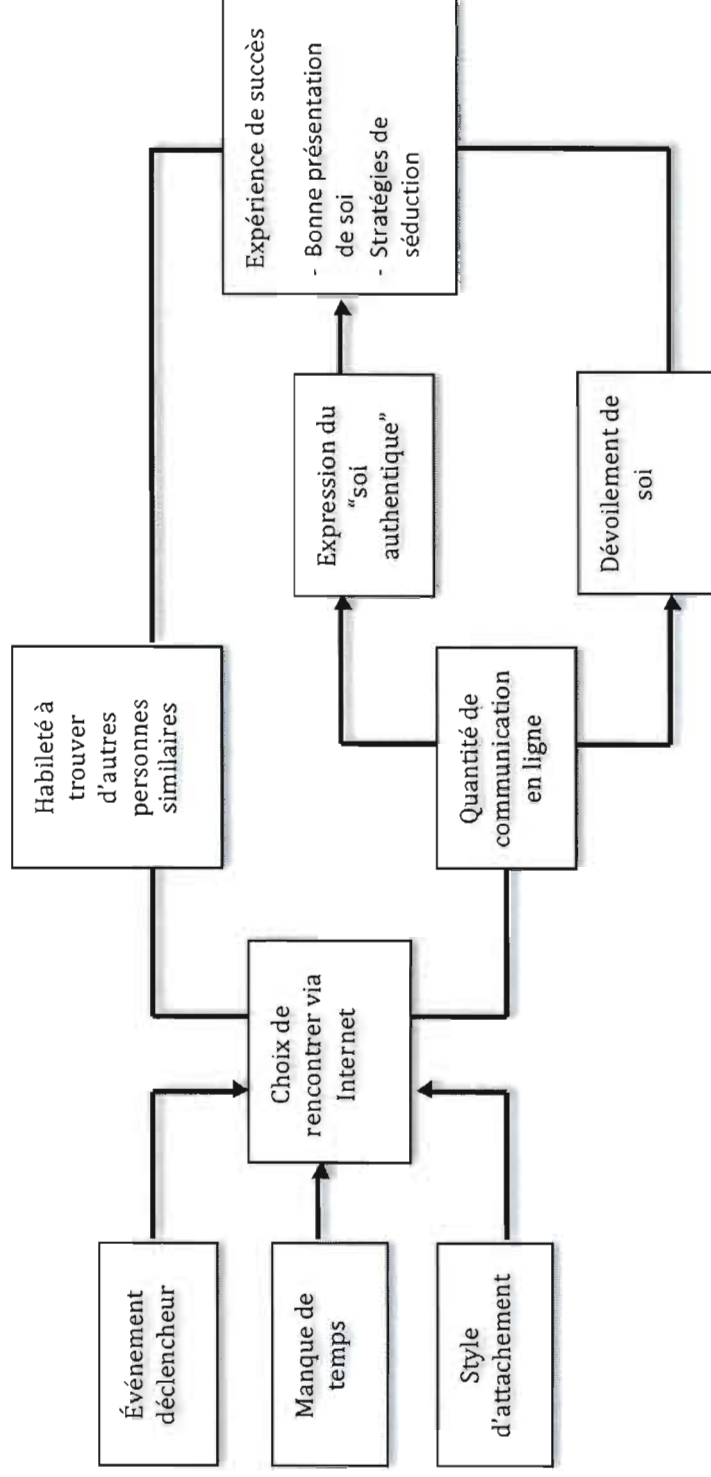 Événement
déclencheur
Manque de
temps
Style
d'attachement
Choix de
rencontrer via
Internet
Habileté à
trouver
d'autres
personnes
similaires
Quantité de
communication
en ligne
Expression du
“soi
authentique”
Dévoilement de
soi
Expérience de succès
- Bonne présentation
de soi
- Stratégies de
séduction